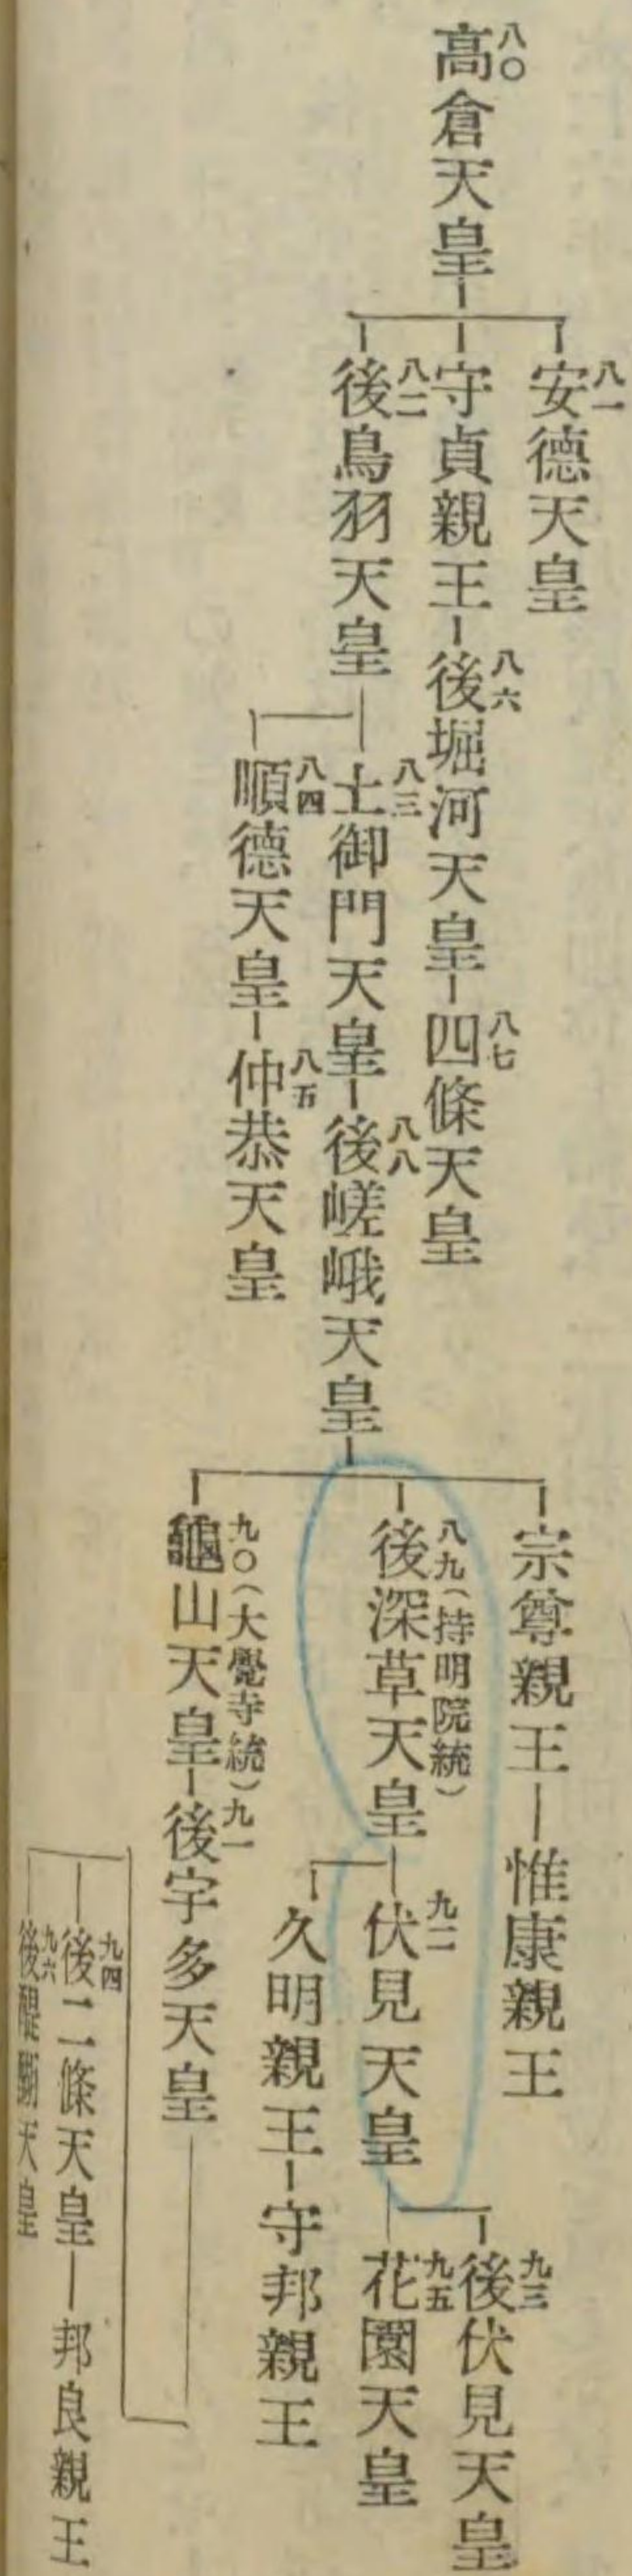 八〇
高倉天皇
八一
安德天皇
守貞親王
八六
後堀河天皇
八七
四條天皇
八二
後鳥羽天皇
八三
土御門天皇
八八
後嵯峨天皇
八四
順德天皇
八五
仲恭天皇
宗尊親王
惟康親王
八九(持明院統)
後深草天皇
九二
伏見天皇
九三
後伏見天皇
九五
花園天皇
久明親王
守邦親王
九〇(大覺寺統)
龜山天皇
九一
後宇多天皇
九四
後二條天皇
邦良親王
九六
後醍醐天皇